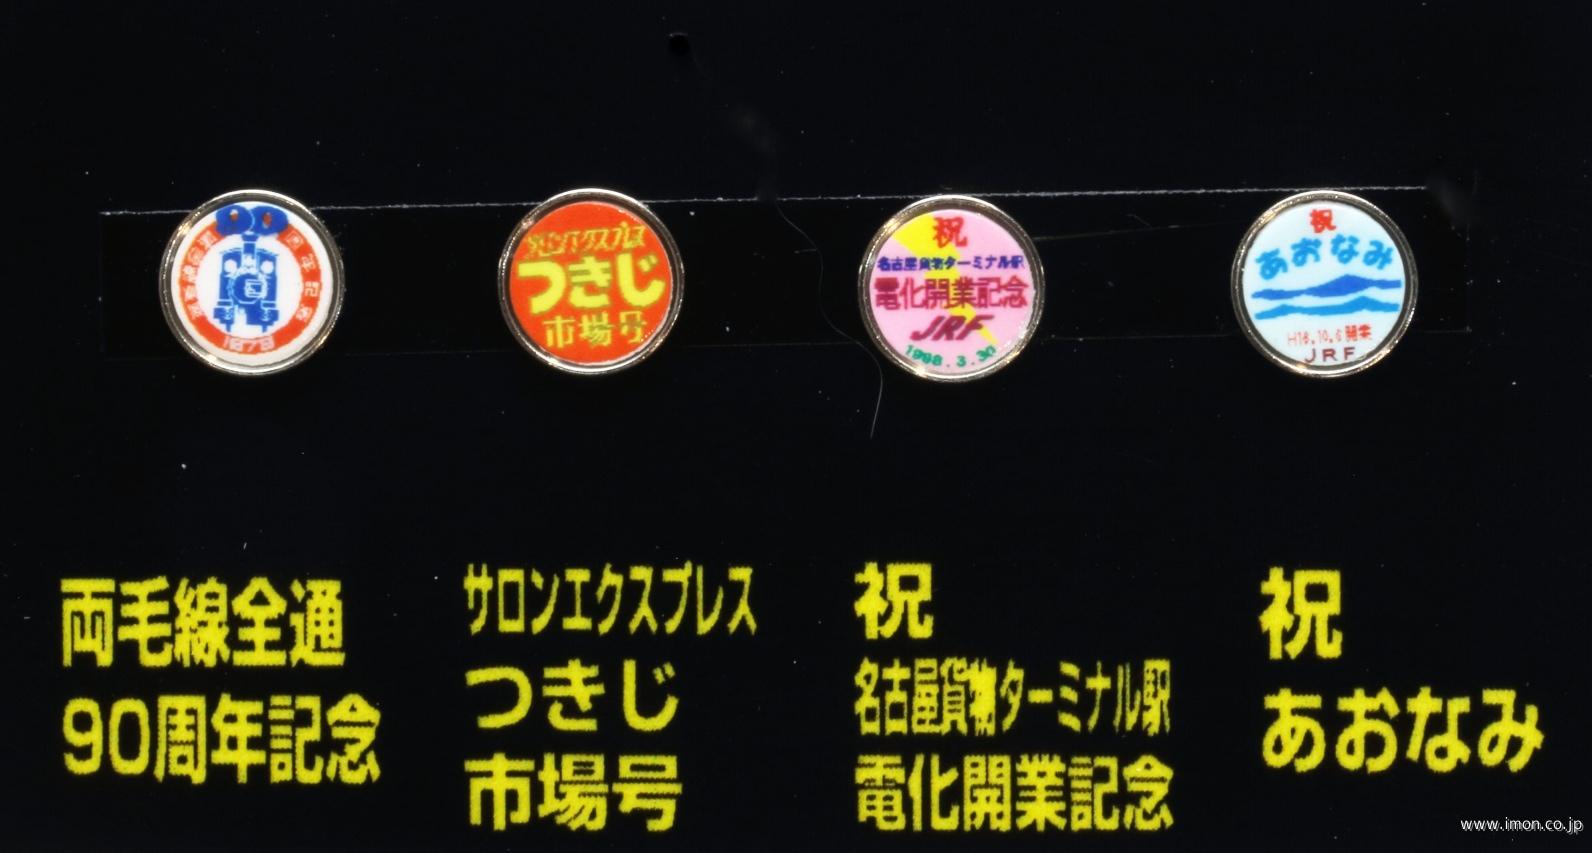 90
1978
サロンエクスプレス
つきじ
市場号
祝
名古屋貨物ターミナル駅
電化開業記念
JRF
1998.3.30
祝
あおなみ
H16.10.6開業
JRF
両毛線全通
90周年記念
サロンエクスプレス
つきじ
市場号
祝
名古屋貨物ターミナル駅
電化開業記念
祝
あおなみ
www.imon.co.jp